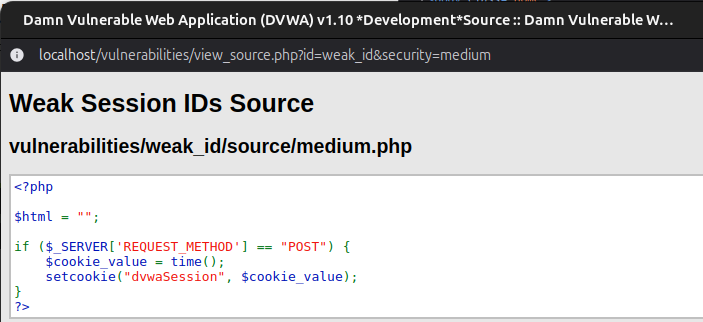 Damn Vulnerable Web Application (DVWA) v1.10 *Development*Source :: Damn Vulnerable W...
localhost/vulnerabilities/view_source.php?id=weak_id&security=medium
Weak Session IDs Source
vulnerabilities/weak_id/source/medium.php
<?php
$html = "";
if ($_SERVER['REQUEST_METHOD'] == "POST") {
    $cookie_value = time();
    setcookie("dvwaSession", $cookie_value);
}
?>